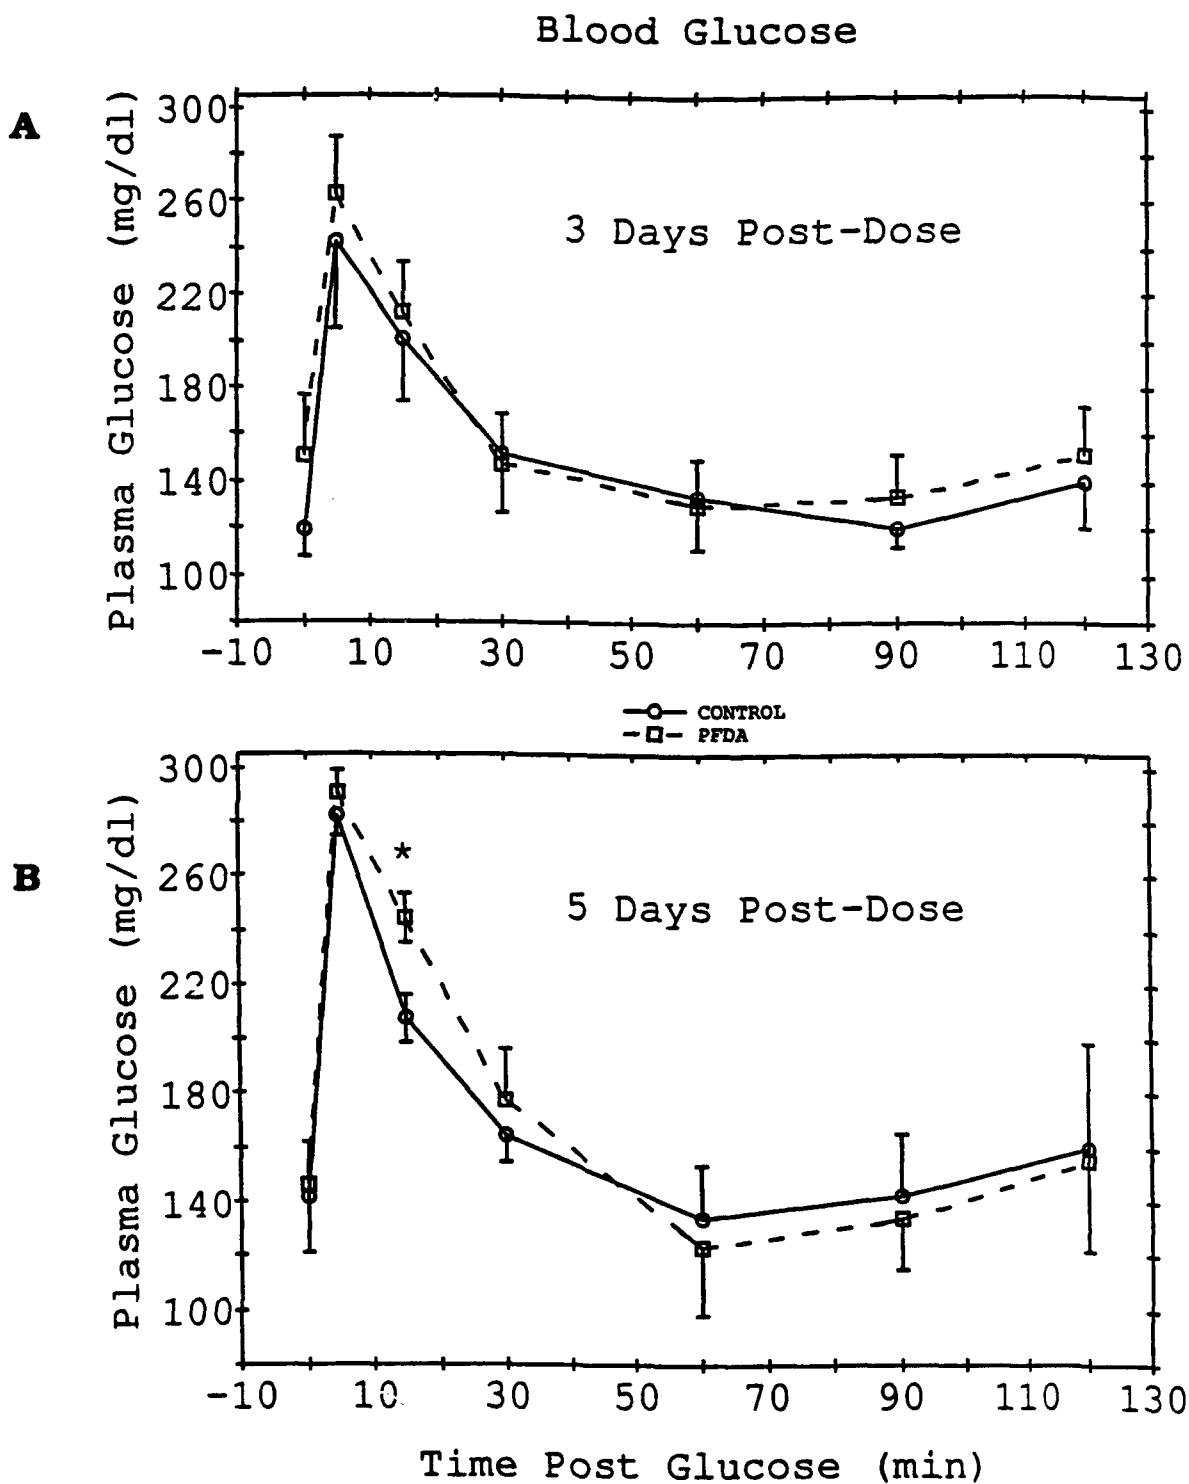 Blood Glucose
A
Plasma Glucose (mg/dl)
300
260
220
180
140
100
3 Days Post-Dose
-10 10 30 50 70 90 110 130
CONTROL
PFDA
B
Plasma Glucose (mg/dl)
300
260
220
180
140
100
*
5 Days Post-Dose
-10 10 30 50 70 90 110 130
Time Post Glucose (min)